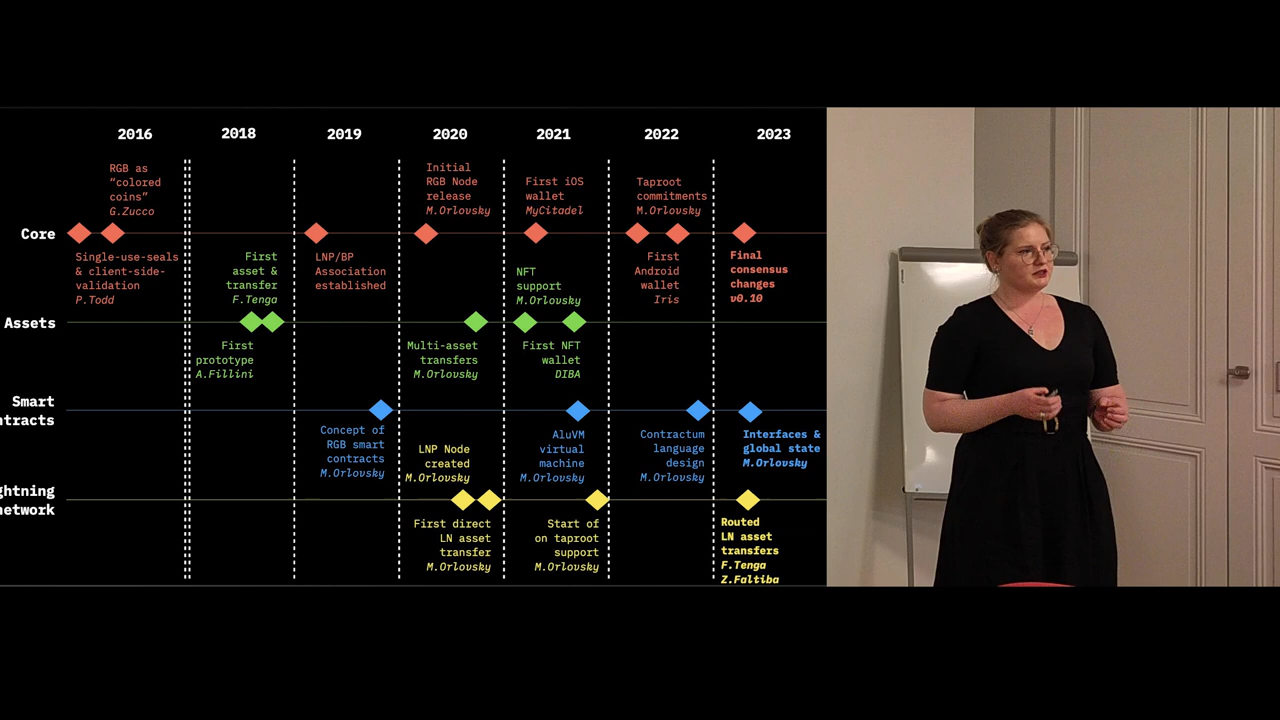 2016 2018 2019 2020 2021 2022 2023
RGB as
“colored
coins”
G.Zucco
Initial
RGB Node
release
M.Orlovsky
First iOS
wallet
MyCitadel
Taproot
commitments
M.Orlovsky
Core
Single-use-seals
& client-side-
validation
P.Todd
First
asset &
transfer
F.Tenga
LNP/BP
Association
established
NFT
support
M.Orlovsky
First
Android
wallet
Iris
Final
consensus
changes
v0.10
Assets
First
prototype
A.Fillini
Multi-asset
transfers
M.Orlovsky
First NFT
wallet
DIBA
Smart
ntracts
Concept of
RGB smart
contracts
M.Orlovsky
LNP Node
created
M.Orlovsky
AluVM
virtual
machine
M.Orlovsky
Contractum
language
design
M.Orlovsky
Interfaces &
global state
M.Orlovsky
ghtning
network
First direct
LN asset
transfer
M.Orlovsky
Start of
on taproot
support
M.Orlovsky
Routed
LN asset
transfers
F.Tenga
Z.Faltiba